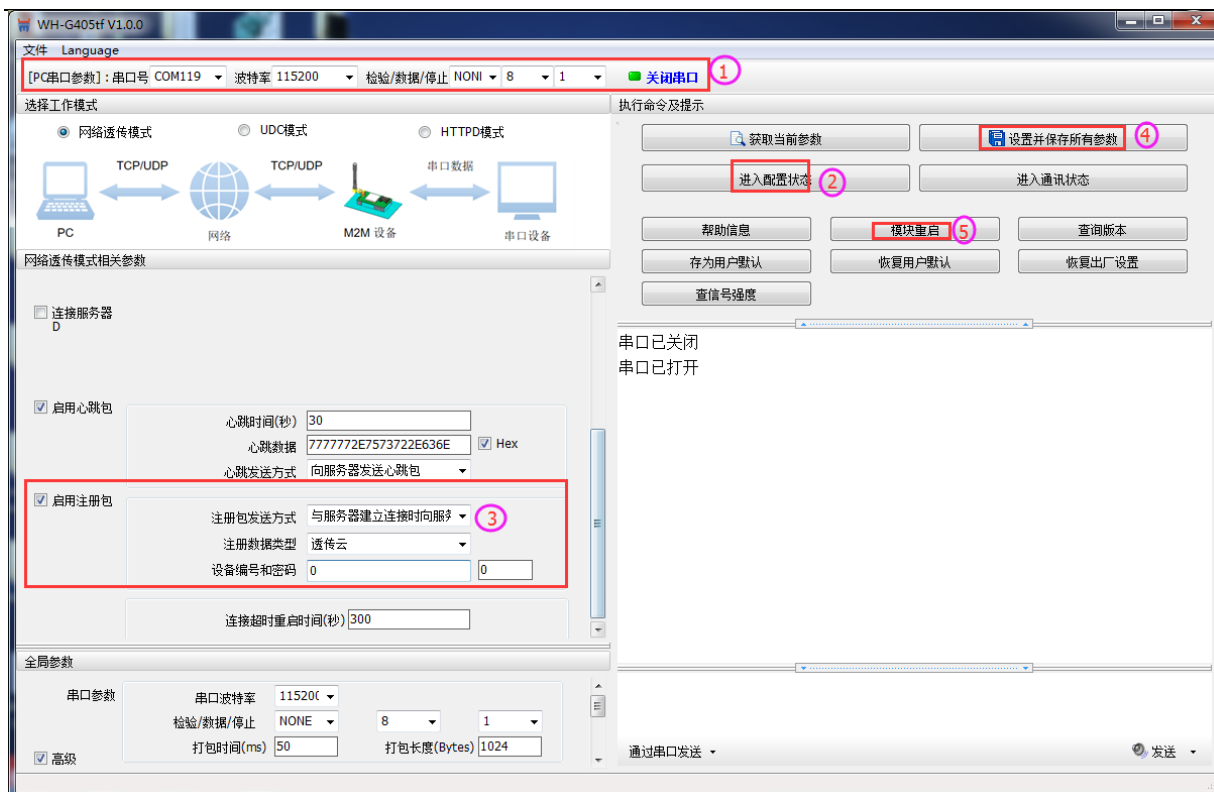 WH-G405tf V1.0.0
文件 Language
[PC串口参数]：串口号 COM119 波特率 115200 检验/数据/停止 NONI 8 1 关闭串口 1
选择工作模式
网络透传模式 UDC模式 HTTPD模式
TCP/UDP TCP/UDP 串口数据
PC 网络 M2M 设备 串口设备
网络透传模式相关参数
连接服务器
D
启用心跳包
心跳时间(秒) 30
心跳数据 7777772E7573722E636E Hex
心跳发送方式 向服务器发送心跳包
启用注册包
注册包发送方式 与服务器建立连接时向服务 3
注册数据类型 透传云
设备编号和密码 0 0
连接超时重启时间(秒) 300
全局参数
串口参数 串口波特率 115200
检验/数据/停止 NONE 8 1
打包时间(ms) 50 打包长度(Bytes) 1024
高级
执行命令及提示
获取当前参数 设置并保存所有参数 4
进入配置状态 2 进入通讯状态
帮助信息 模块重启 5 查询版本
存为用户默认 恢复用户默认 恢复出厂设置
查信号强度
串口已关闭
串口已打开
通过串口发送 发送